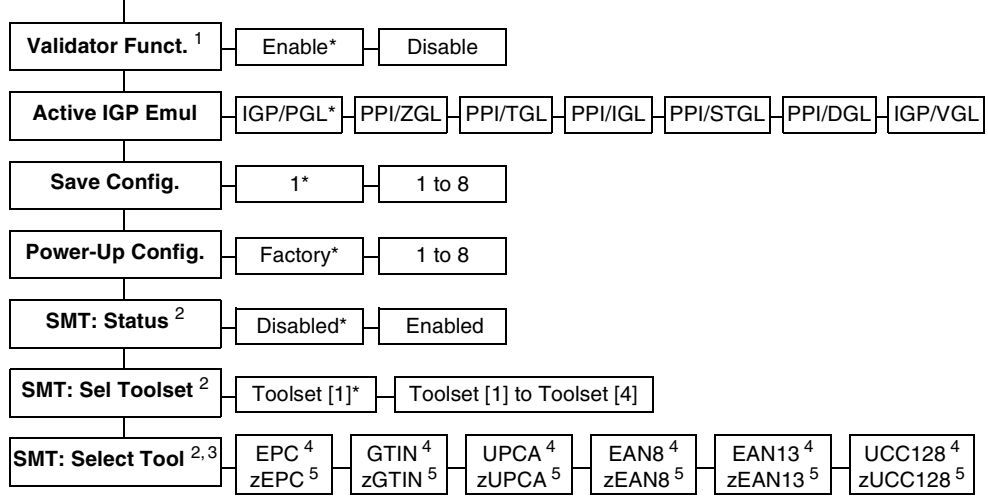 Validator Funct. 1 Enable* Disable
Active IGP Emul IGP/PGL* PPI/ZGL PPI/TGL PPI/IGL PPI/STGL PPI/DGL IGP/VGL
Save Config. 1* 1 to 8
Power-Up Config. Factory* 1 to 8
SMT: Status 2 Disabled* Enabled
SMT: Sel Toolset 2 Toolset [1]* Toolset [1] to Toolset [4]
SMT: Select Tool 2, 3 EPC 4 GTIN 4 UPCA 4 EAN8 4 EAN13 4 UCC128 4
zEPC 5 zGTIN 5 zUPCA 5 zEAN8 5 zEAN13 5 zUCC128 5